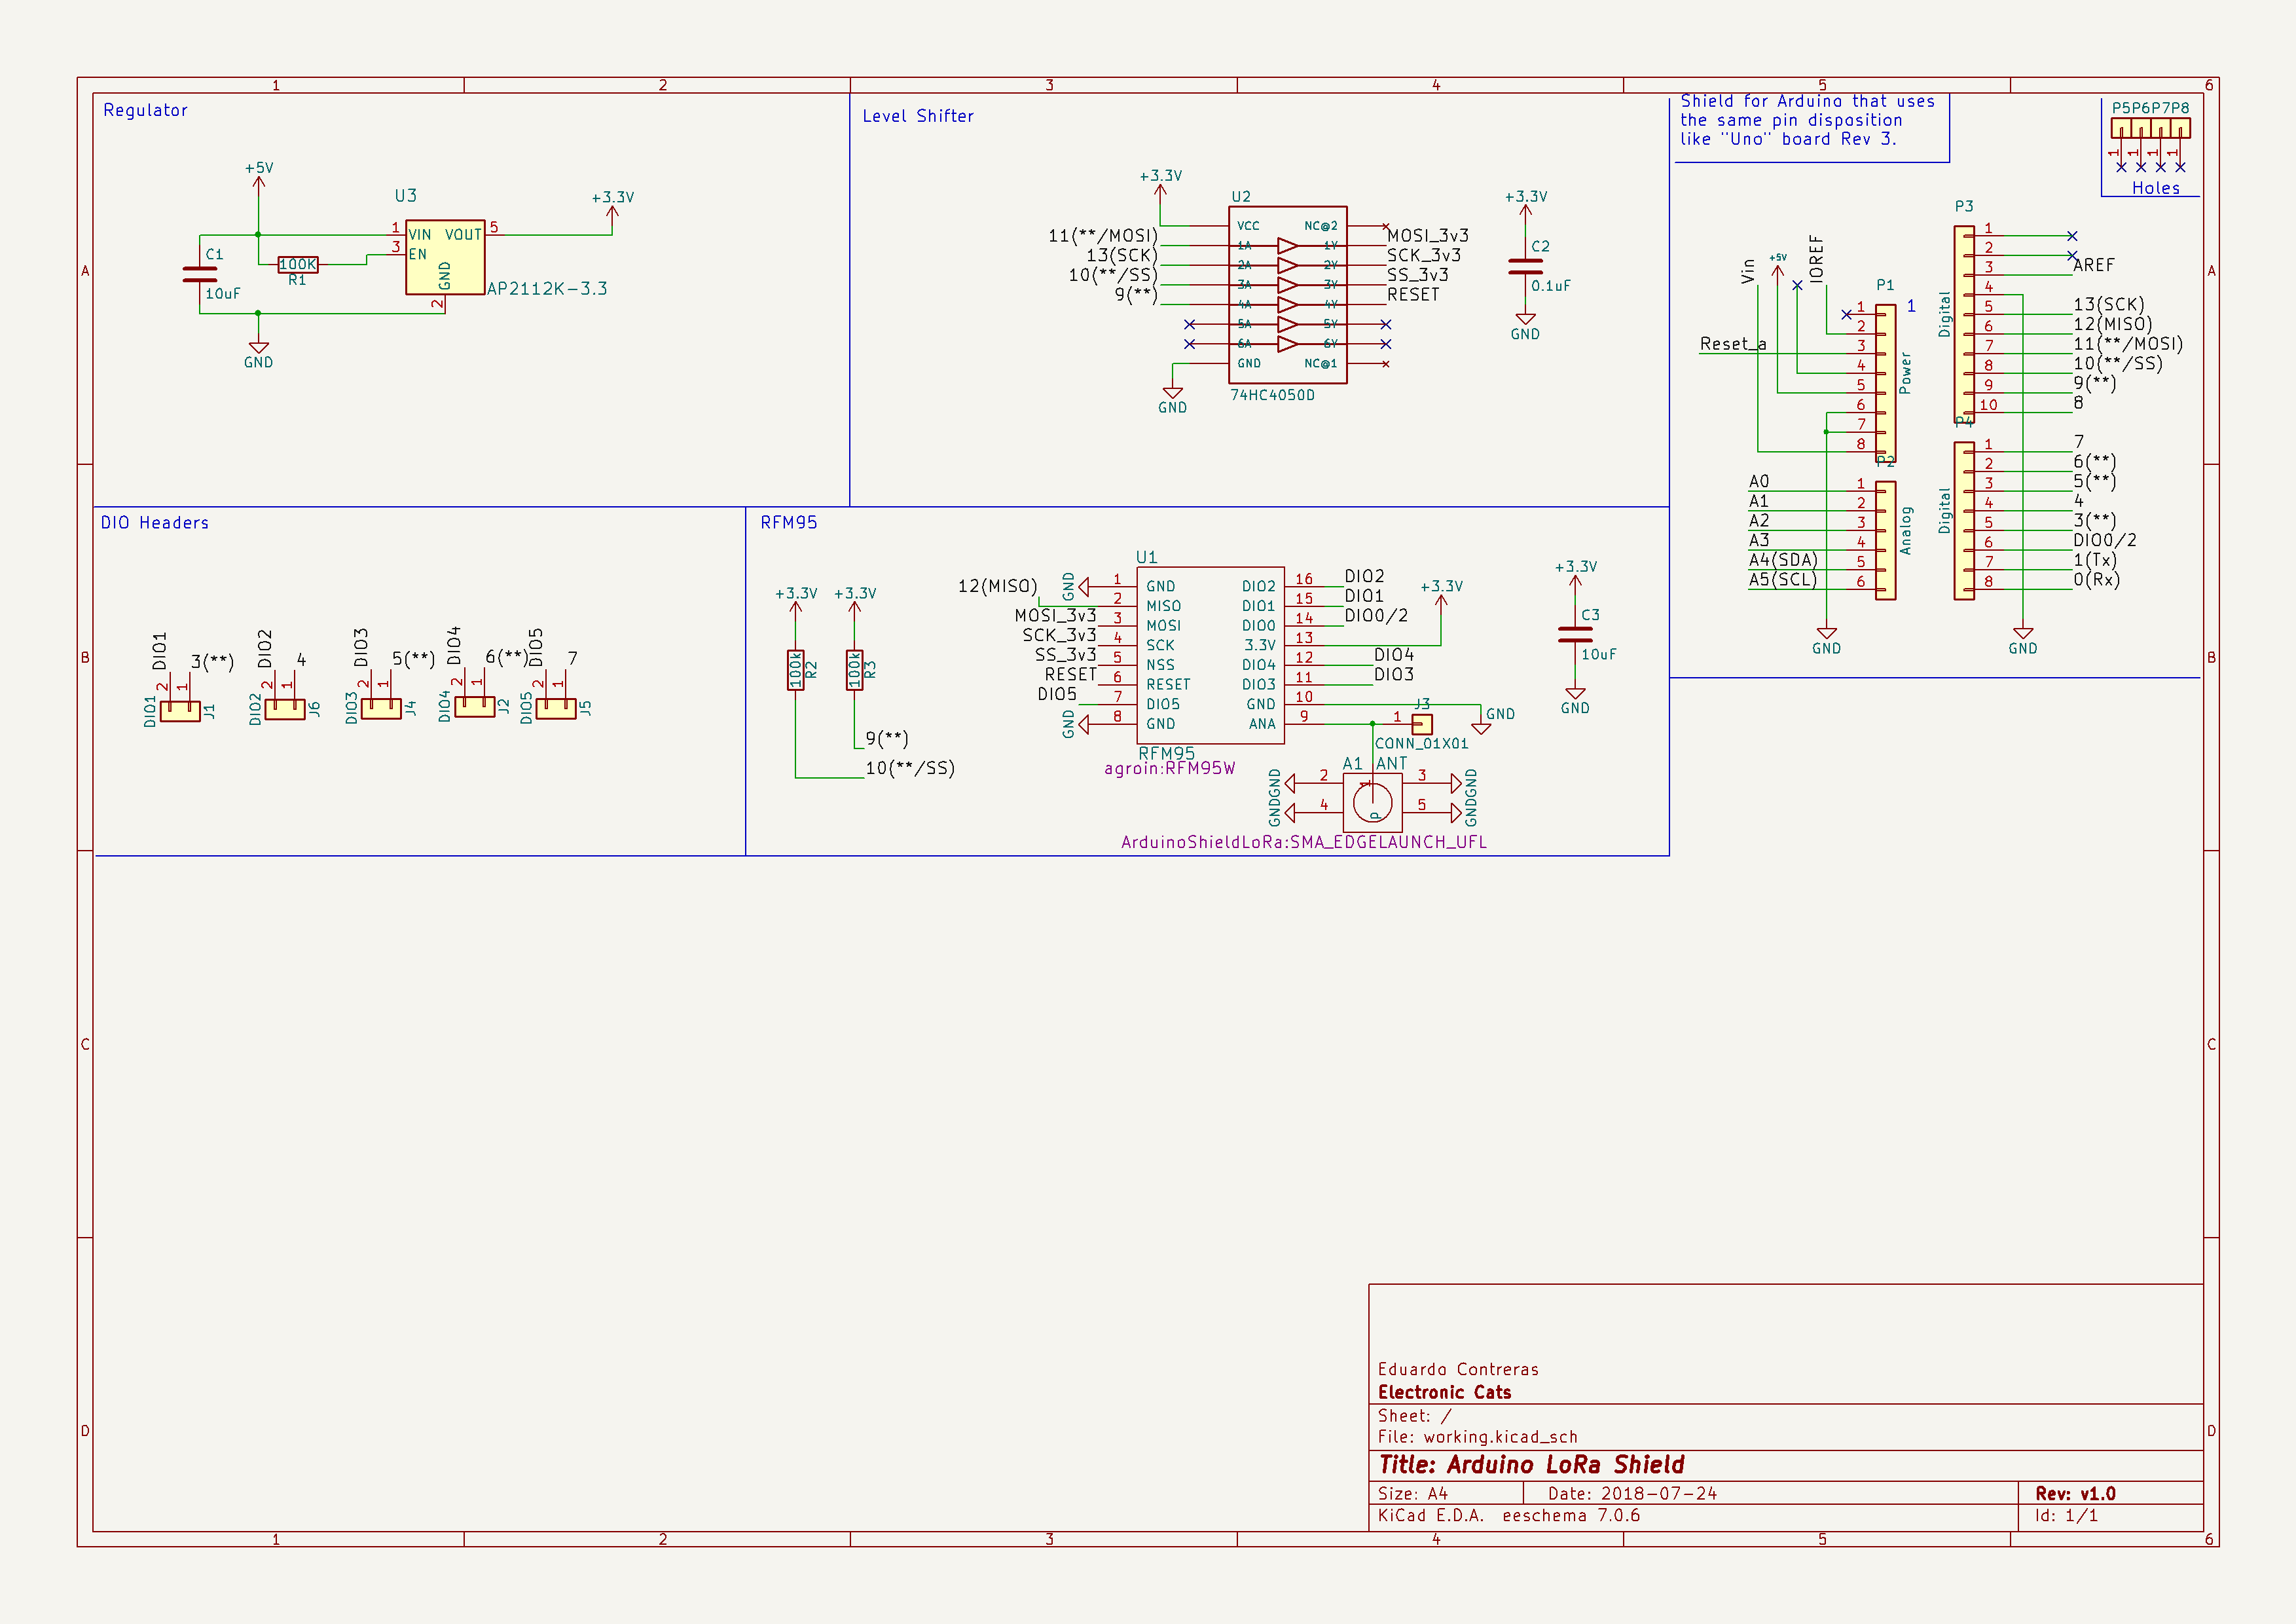 1 2 3 4 5 6
A
B
C
D
Regulator
+5V
U3
+3.3V
1 VIN VOUT 5
3 EN
GND
2
AP2112K-3.3
C1
10uF
100K
R1
GND
Level Shifter
+3.3V
U2
VCC NC@2
11(**/MOSI) 1A 1Y MOSI_3v3
13(SCK) 2A 2Y SCK_3v3
10(**/SS) 3A 3Y SS_3v3
9(**) 4A 4Y RESET
5A 5Y
6A 6Y
GND NC@1
74HC4050D
GND
+3.3V
C2
0.1uF
GND
Shield for Arduino that uses
the same pin disposition
like "Uno" board Rev 3.
P5P6P7P8
1 1 1 1
Holes
Vin
+5V
IOREF
Reset_a
P1
1
1
2
3
4
5
6
7
8
Power
P2
A0 1
A1 2
A2 3
A3 4
A4(SDA) 5
A5(SCL) 6
Analog
GND
P3
Digital
1
2
3 AREF
4
5 13(SCK)
6 12(MISO)
7 11(**/MOSI)
8 10(**/SS)
9 9(**)
10 8
P4
Digital
1 7
2 6(**)
3 5(**)
4 4
5 3(**)
6 DIO0/2
7 1(Tx)
8 0(Rx)
GND
DIO Headers
DIO1 3(**)
2 1
DIO1 J1
DIO2 4
2 1
DIO2 J6
DIO3 5(**)
2 1
DIO3 J4
DIO4 6(**)
2 1
DIO4 J2
DIO5 7
2 1
DIO5 J5
RFM95
+3.3V +3.3V
100k R2
100k R3
9(**)
10(**/SS)
U1
GND 1 GND DIO2 16 DIO2
12(MISO) 2 MISO DIO1 15 DIO1
MOSI_3v3 3 MOSI DIO0 14 DIO0/2
SCK_3v3 4 SCK 3.3V 13 +3.3V
SS_3v3 5 NSS DIO4 12 DIO4
RESET 6 RESET DIO3 11 DIO3
DIO5 7 DIO5 GND 10 GND
GND 8 GND ANA 9
RFM95
agroin:RFM95W
J3
1
CONN_01X01
A1 ANT
GND 2 3 GND
GND 4 5 GND
1
p
ArduinoShieldLoRa:SMA_EDGELAUNCH_UFL
+3.3V
C3
10uF
GND
Eduardo Contreras
Electronic Cats
Sheet: /
File: working.kicad_sch
Title: Arduino LoRa Shield
Size: A4 Date: 2018-07-24 Rev: v1.0
KiCad E.D.A. eeschema 7.0.6 Id: 1/1
1 2 3 4 5 6
A
B
C
D